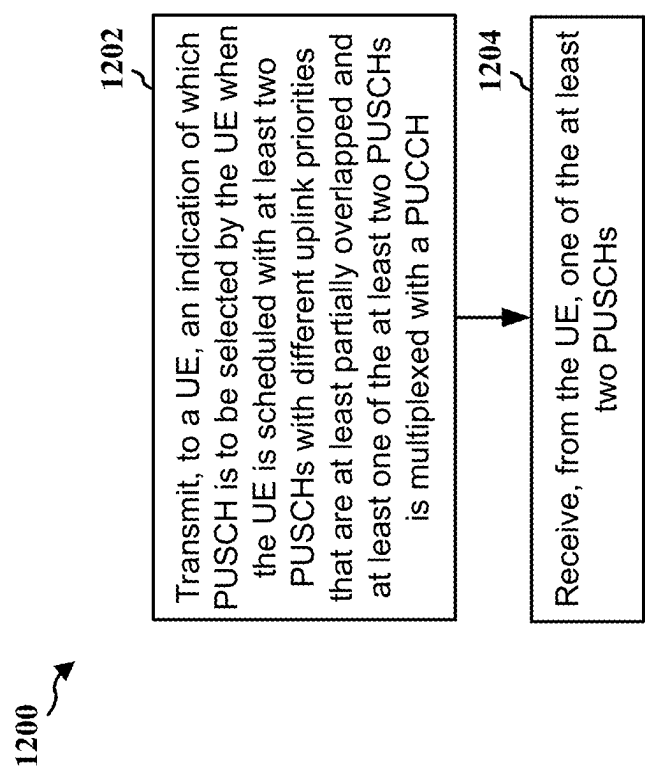 1200
1202
Transmit, to a UE, an indication of which
PUSCH is to be selected by the UE when
the UE is scheduled with at least two
PUSCHs with different uplink priorities
that are at least partially overlapped and
at least one of the at least two PUSCHs
is multiplexed with a PUCCH
1204
Receive, from the UE, one of the at least
two PUSCHs